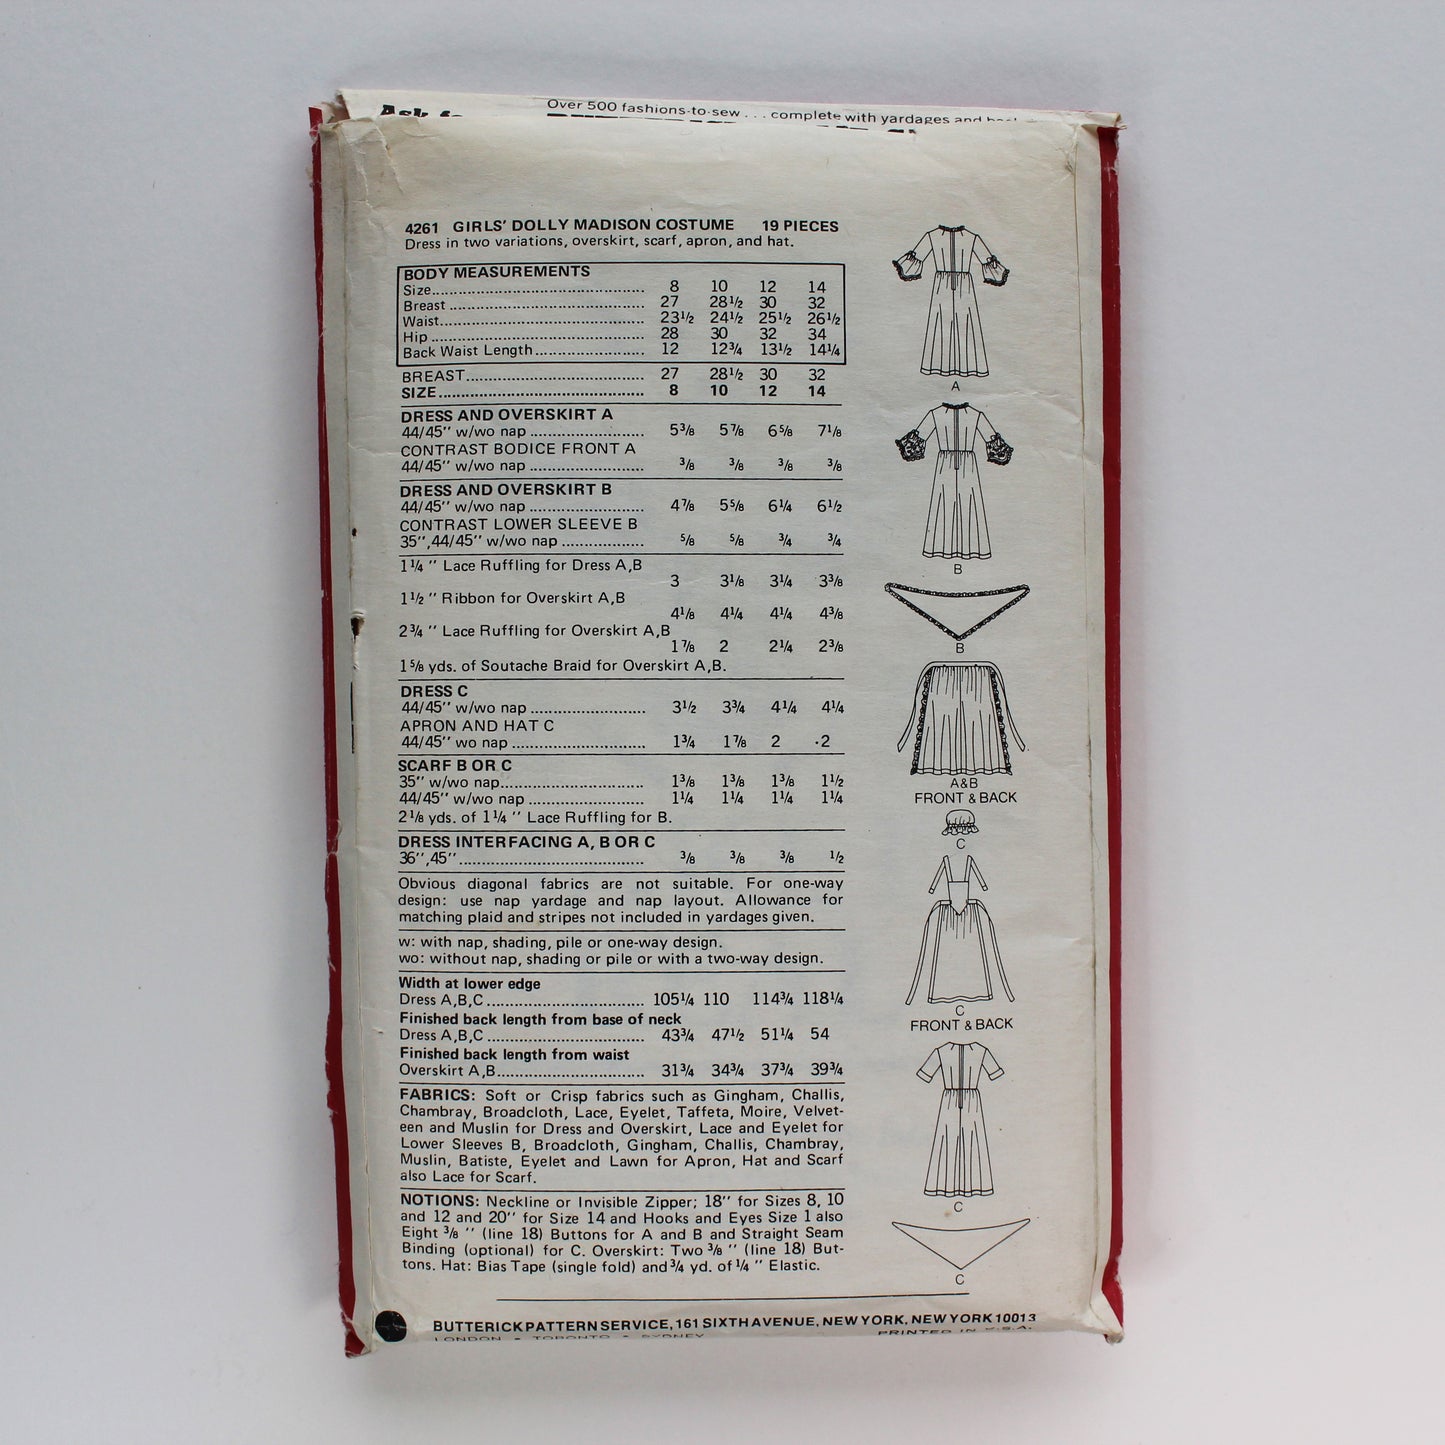 Over 500 fashions-to-sew . . . complete with yardages and
4261 GIRLS' DOLLY MADISON COSTUME 19 PIECES
Dress in two variations, overskirt, scarf, apron, and hat.
BODY MEASUREMENTS
Size 8 10 12 14
Breast 27 28½ 30 32
Waist 23½ 24½ 25½ 26½
Hip 28 30 32 34
Back Waist Length 12 12¾ 13½ 14¼
BREAST 27 28½ 30 32
SIZE 8 10 12 14
DRESS AND OVERSKIRT A
44/45" w/wo nap 5⅜ 5⅞ 6⅝ 7⅛
CONTRAST BODICE FRONT A
44/45" w/wo nap ⅜ ⅜ ⅜ ⅜
DRESS AND OVERSKIRT B
44/45" w/wo nap 4⅞ 5⅝ 6¼ 6½
CONTRAST LOWER SLEEVE B
35",44/45" w/wo nap ⅝ ⅝ ¾ ¾
1¼ " Lace Ruffling for Dress A,B
3 3⅛ 3¼ 3⅜
1½ " Ribbon for Overskirt A,B
4⅛ 4¼ 4¼ 4⅜
2¾ " Lace Ruffling for Overskirt A,B
1⅞ 2 2¼ 2⅜
1⅝ yds. of Soutache Braid for Overskirt A,B.
DRESS C
44/45" w/wo nap 3½ 3¾ 4¼ 4¼
APRON AND HAT C
44/45" wo nap 1¾ 1⅞ 2 2
SCARF B OR C
35" w/wo nap 1⅜ 1⅜ 1⅜ 1½
44/45" w/wo nap 1¼ 1¼ 1¼ 1¼
2⅛ yds. of 1¼ " Lace Ruffling for B.
DRESS INTERFACING A, B OR C
36",45" ⅜ ⅜ ⅜ ½
Obvious diagonal fabrics are not suitable. For one-way
design: use nap yardage and nap layout. Allowance for
matching plaid and stripes not included in yardages given.
w: with nap, shading, pile or one-way design.
wo: without nap, shading or pile or with a two-way design.
Width at lower edge
Dress A,B,C 105¼ 110 114¾ 118¼
Finished back length from base of neck
Dress A,B,C 43¾ 47½ 51¼ 54
Finished back length from waist
Overskirt A,B 31¾ 34¾ 37¾ 39¾
FABRICS: Soft or Crisp fabrics such as Gingham, Challis,
Chambray, Broadcloth, Lace, Eyelet, Taffeta, Moire, Velvet-
een and Muslin for Dress and Overskirt, Lace and Eyelet for
Lower Sleeves B, Broadcloth, Gingham, Challis, Chambray,
Muslin, Batiste, Eyelet and Lawn for Apron, Hat and Scarf
also Lace for Scarf.
NOTIONS: Neckline or Invisible Zipper; 18" for Sizes 8, 10
and 12 and 20" for Size 14 and Hooks and Eyes Size 1 also
Eight ⅜ " (line 18) Buttons for A and B and Straight Seam
Binding (optional) for C. Overskirt: Two ⅜ " (line 18) But-
tons. Hat: Bias Tape (single fold) and ¾ yd. of ¼ " Elastic.
A
B
B
A&B
FRONT & BACK
C
C
FRONT & BACK
C
C
BUTTERICK PATTERN SERVICE, 161 SIXTH AVENUE, NEW YORK, NEW YORK 10013
LONDON • TORONTO • SYDNEY PRINTED IN U.S.A.